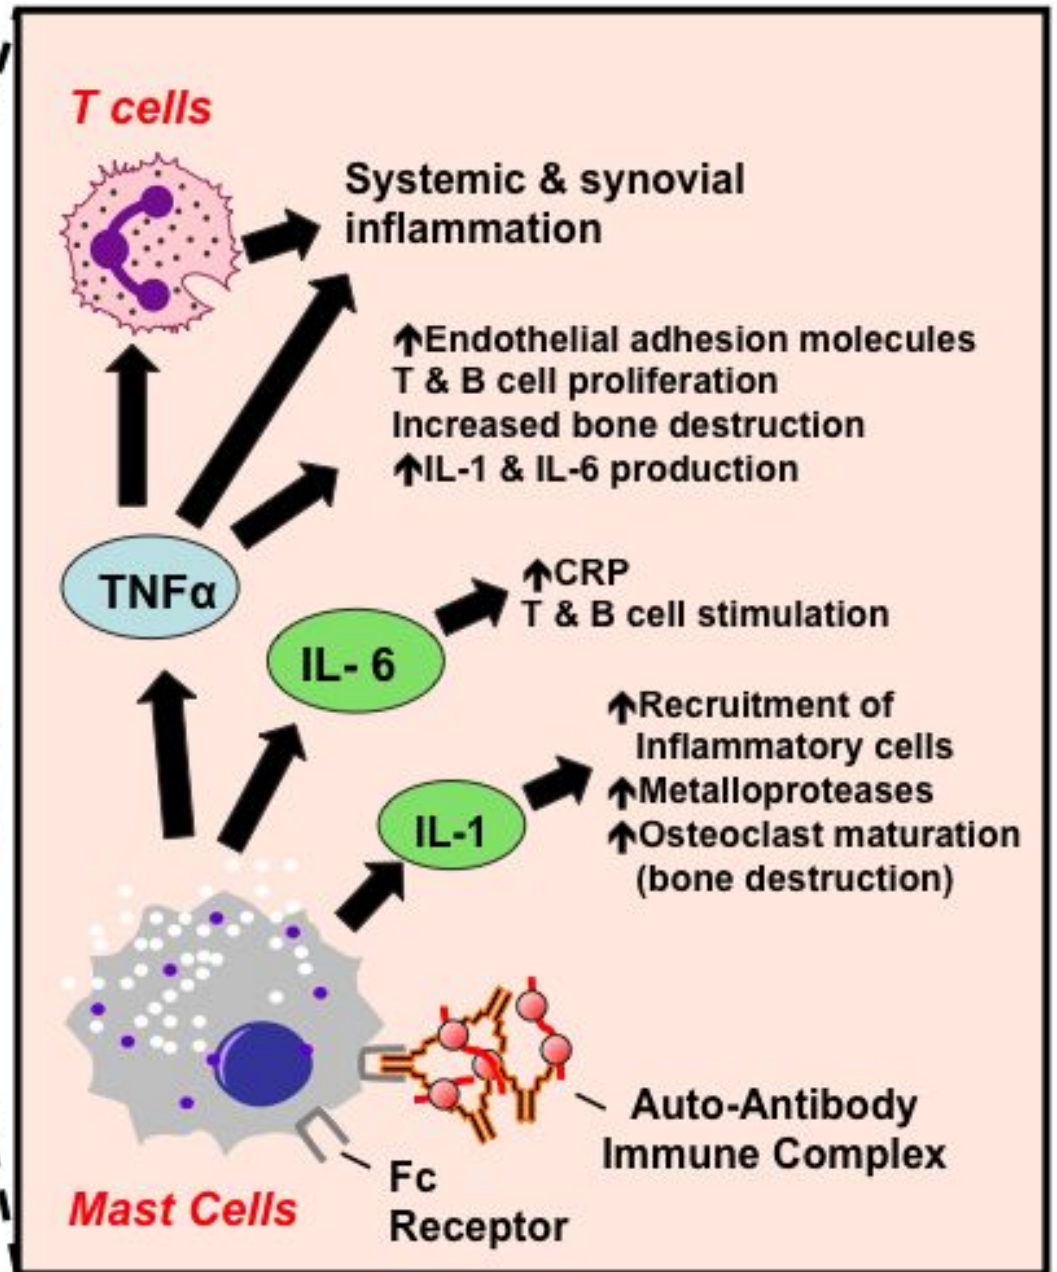 T cells
Systemic & synovial
inflammation
↑Endothelial adhesion molecules
T & B cell proliferation
Increased bone destruction
↑IL-1 & IL-6 production
TNFα
↑CRP
T & B cell stimulation
IL- 6
↑Recruitment of
Inflammatory cells
↑Metalloproteases
↑Osteoclast maturation
(bone destruction)
IL-1
Auto-Antibody
Immune Complex
Fc
Receptor
Mast Cells